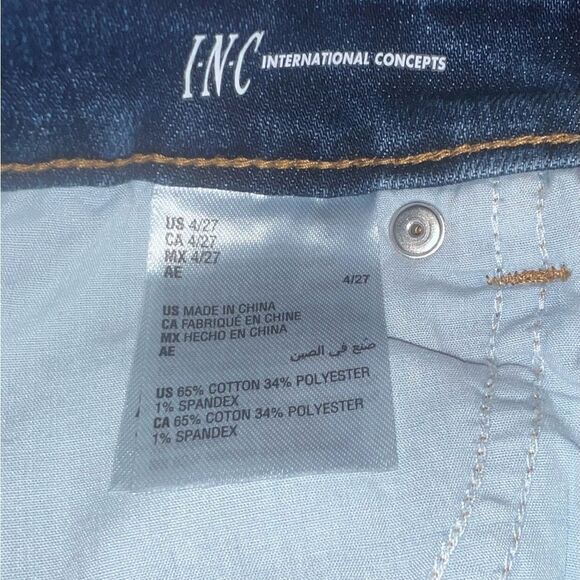 I·N·C INTERNATIONAL CONCEPTS
US 4/27
CA 4/27
MX 4/27
AE 4/27
US MADE IN CHINA
CA FABRIQUÉ EN CHINE
MX HECHO EN CHINA
AE صنع في الصين
US 65% COTTON 34% POLYESTER
1% SPANDEX
CA 65% COTON 34% POLYESTER
1% SPANDEX